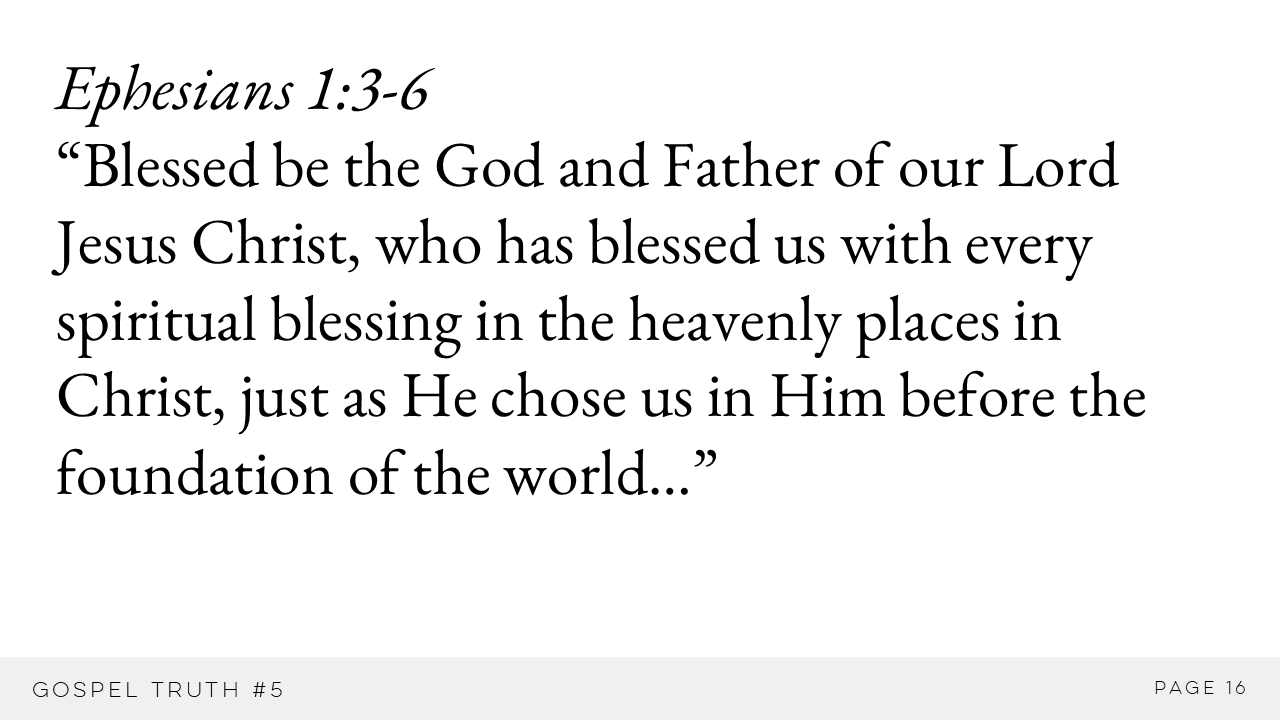 Ephesians 1:3-6
“Blessed be the God and Father of our Lord
Jesus Christ, who has blessed us with every
spiritual blessing in the heavenly places in
Christ, just as He chose us in Him before the
foundation of the world...”
GOSPEL TRUTH #5
PAGE 16